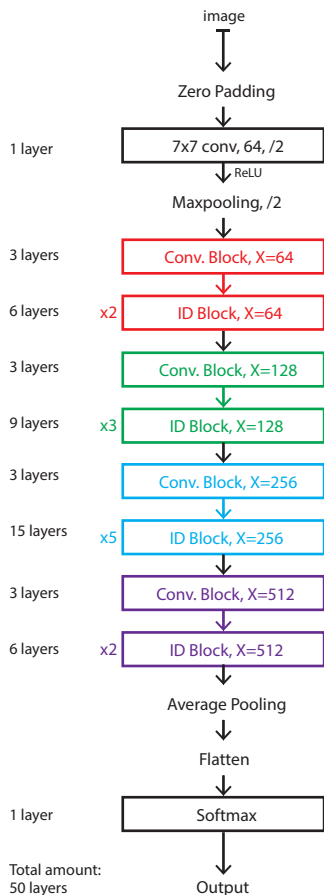 image
Zero Padding
1 layer
7x7 conv, 64, /2
ReLU
Maxpooling, /2
3 layers
Conv. Block, X=64
6 layers
x2
ID Block, X=64
3 layers
Conv. Block, X=128
9 layers
x3
ID Block, X=128
3 layers
Conv. Block, X=256
15 layers
x5
ID Block, X=256
3 layers
Conv. Block, X=512
6 layers
x2
ID Block, X=512
Average Pooling
Flatten
1 layer
Softmax
Total amount:
50 layers
Output